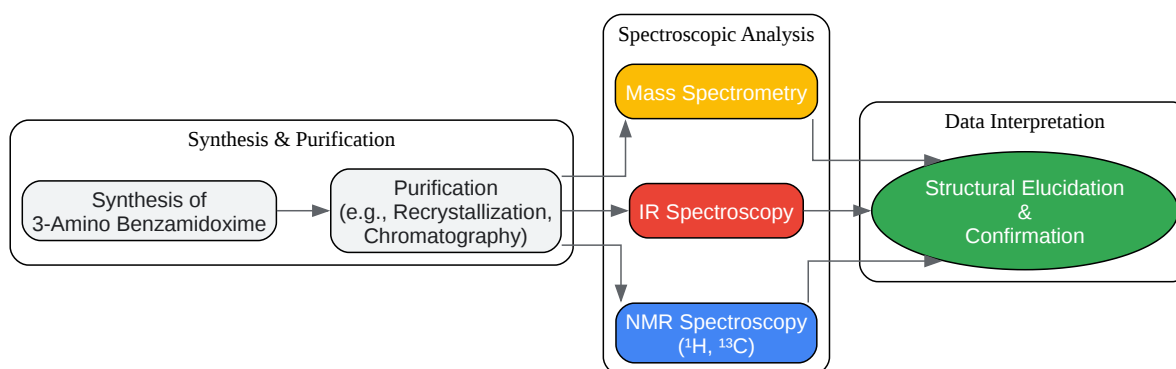 Synthesis & Purification
Synthesis of
3-Amino Benzamidoxime
Purification
(e.g., Recrystallization,
Chromatography)
Spectroscopic Analysis
Mass Spectrometry
IR Spectroscopy
NMR Spectroscopy
(¹H, ¹³C)
Data Interpretation
Structural Elucidation
&
Confirmation